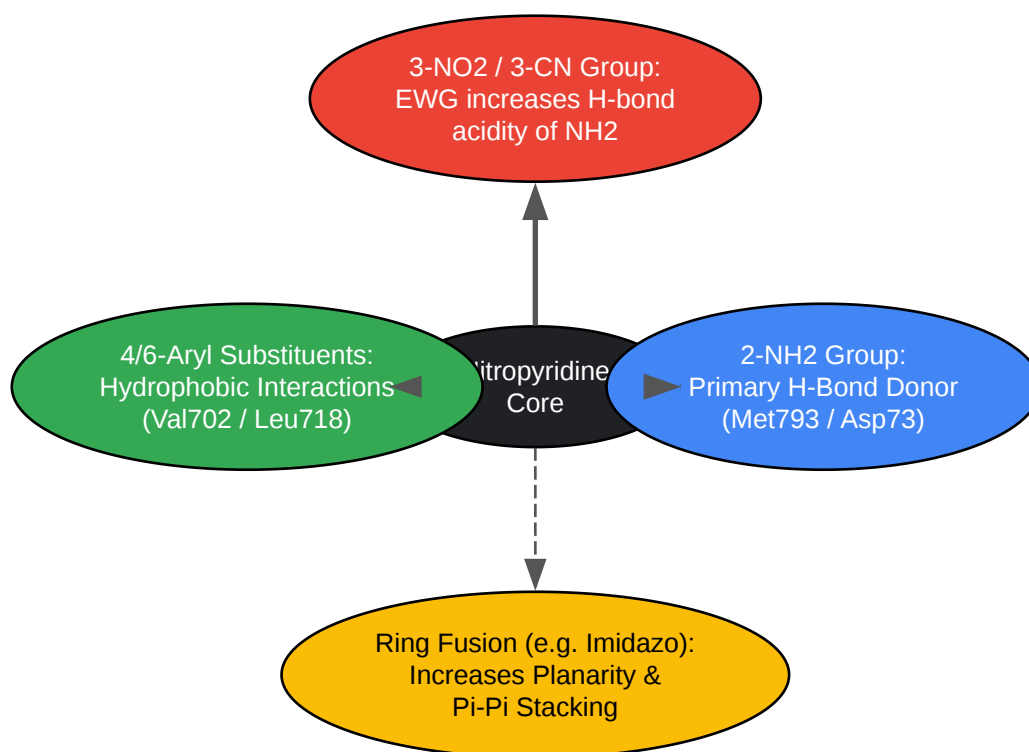 3-NO2 / 3-CN Group:
EWG increases H-bond
acidity of NH2
4/6-Aryl Substituents:
Hydrophobic Interactions
(Val702 / Leu718)
itropyridine
Core
2-NH2 Group:
Primary H-Bond Donor
(Met793 / Asp73)
Ring Fusion (e.g. Imidazo):
Increases Planarity &
Pi-Pi Stacking